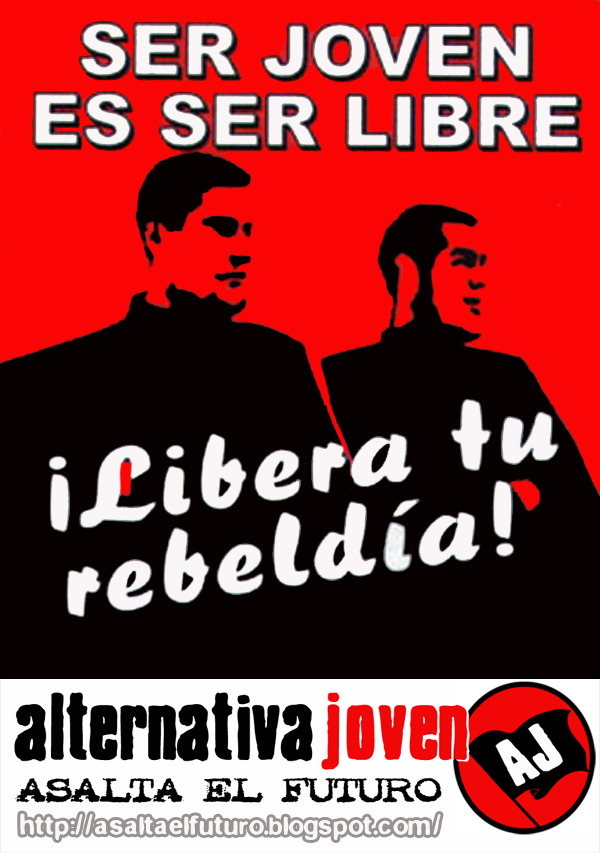 SER JOVEN
ES SER LIBRE
¡Libera tu
rebeldía!
alternativa joven
AJ
ASALTA EL FUTURO
http://asaltaelfuturo.blogspot.com/